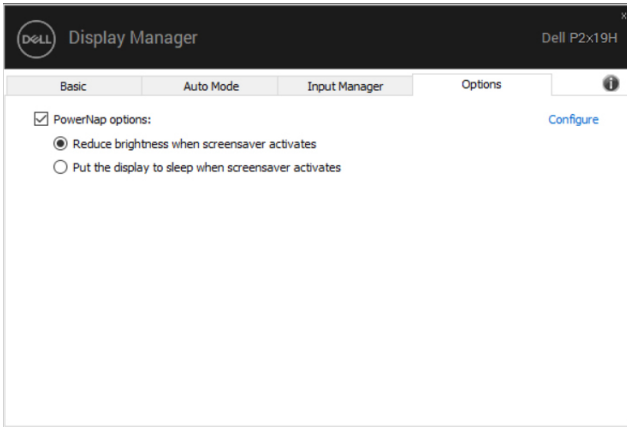 x
DELL Display Manager
Dell P2x19H
Basic Auto Mode Input Manager Options i
PowerNap options: Configure
Reduce brightness when screensaver activates
Put the display to sleep when screensaver activates